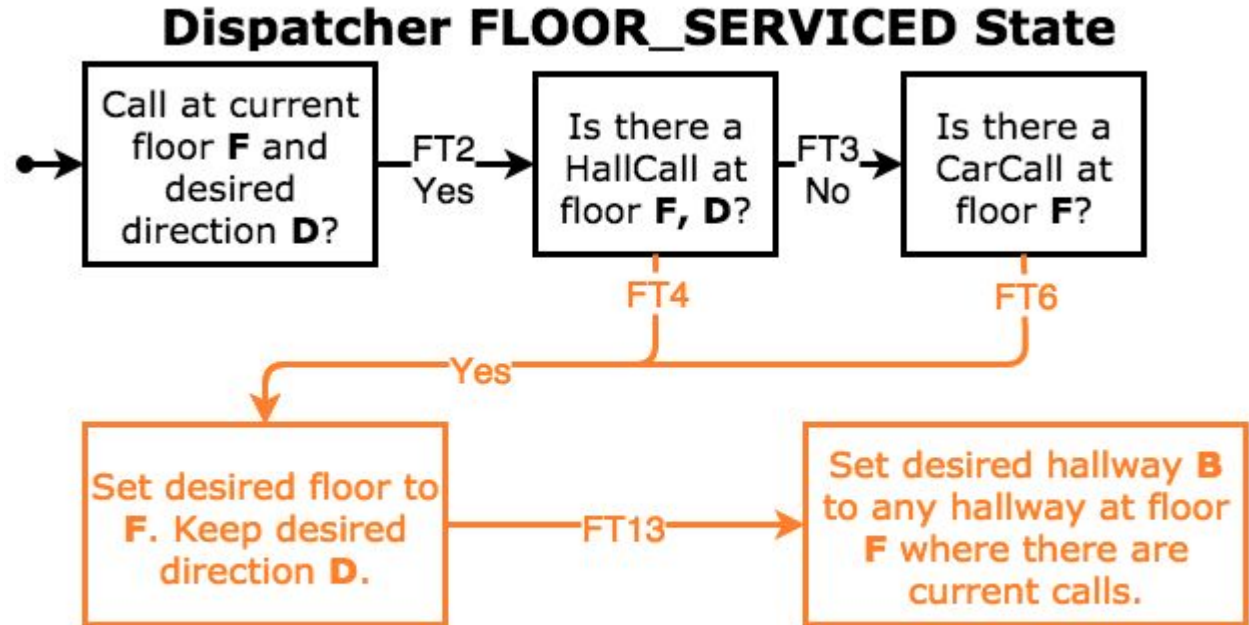 Dispatcher FLOOR_SERVICED State
Call at current
floor F and
desired
direction D?
FT2
Yes
Is there a
HallCall at
floor F, D?
FT3
No
Is there a
CarCall at
floor F?
FT4
FT6
Yes
Set desired floor to
F. Keep desired
direction D.
FT13
Set desired hallway B
to any hallway at floor
F where there are
current calls.